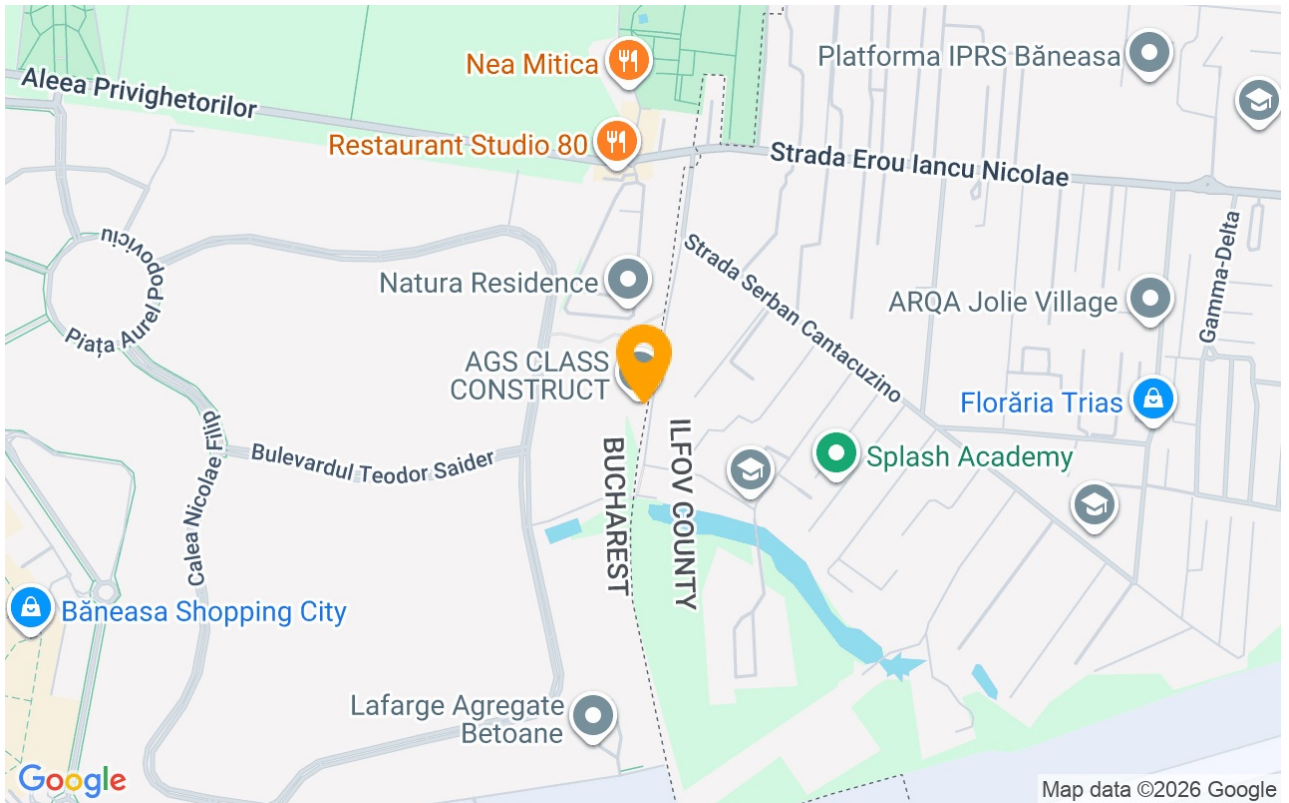 Nea Mitica
Platforma IPRS Băneasa
Aleea Privighetorilor
Restaurant Studio 80
Strada Erou Iancu Nicolae
Piața Aurel Popoviciu
Strada Serban Cantacuzino
Gamma-Delta
Natura Residence
ARQA Jolie Village
AGS CLASS
CONSTRUCT
Florăria Trias
Calea Nicolae Filip
Bulevardul Teodor Saider
BUCHAREST
ILFOV COUNTY
Splash Academy
Băneasa Shopping City
Lafarge Agregate
Betoane
Google
Map data ©2026 Google